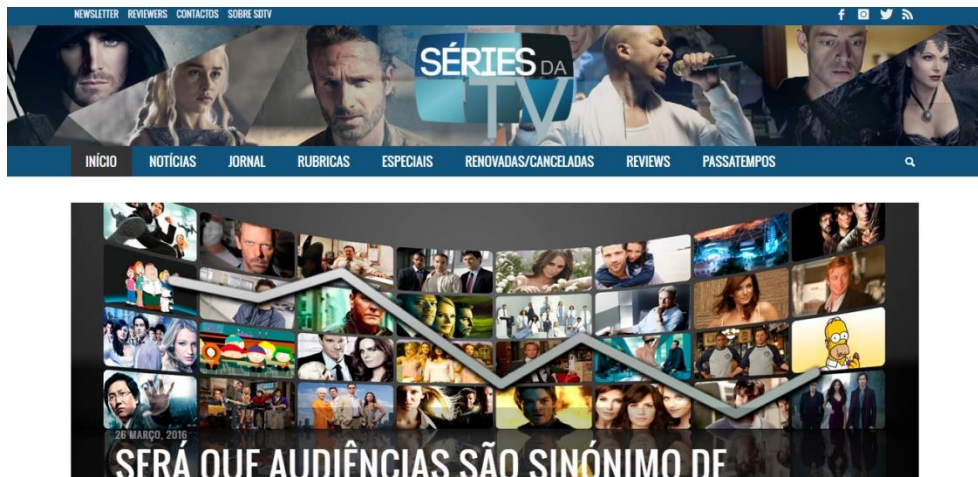 NEWSLETTER REVIEWERS CONTACTOS SOBRE SDTV
SÉRIES DA
TV
INÍCIO NOTÍCIAS JORNAL RUBRICAS ESPECIAIS RENOVADAS/CANCELADAS REVIEWS PASSATEMPOS
26 MARÇO, 2016
SERÁ QUE AUDIÊNCIAS SÃO SINÓNIMO DE